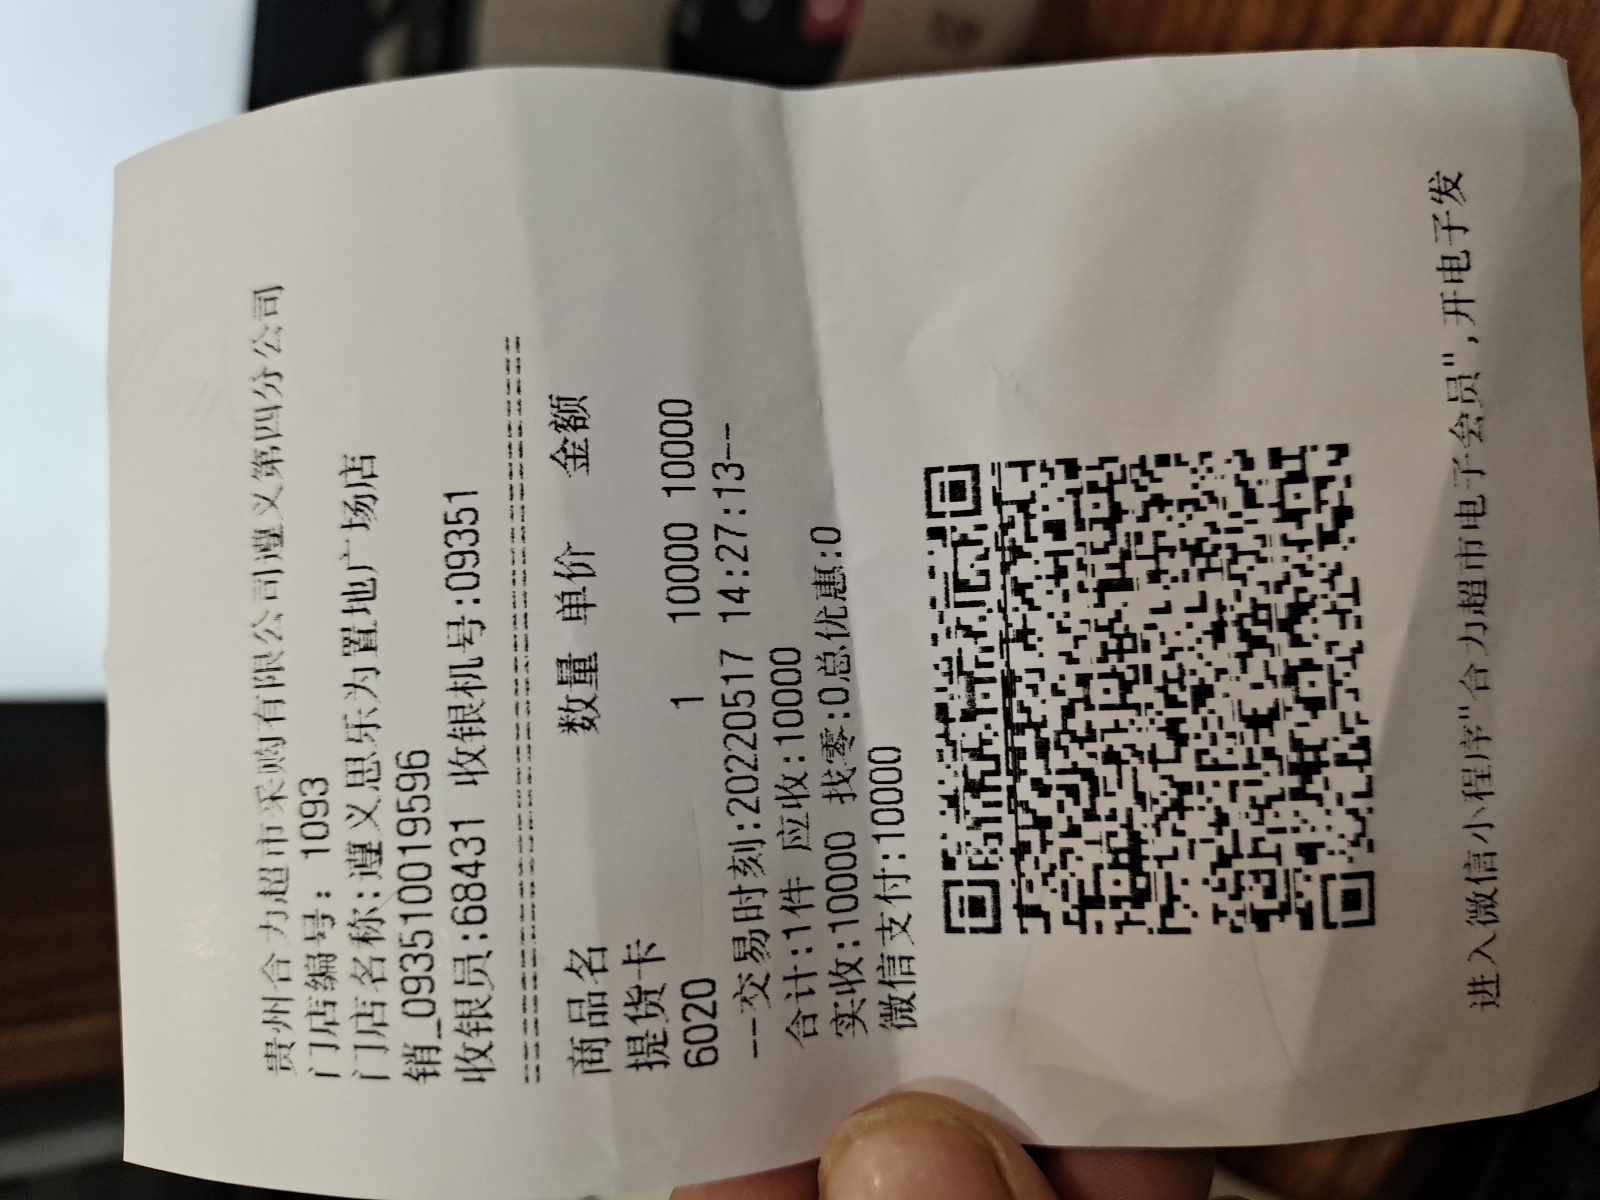 贵州合力超市采购有限公司遵义第四分公司
门店编号: 1093
门店名称:遵义思乐为置地广场店
销_0935100019596
收银员:68431 收银机号:09351
商品名 数量 单价 金额
提货卡
6020 1 10000 10000
--交易时刻:20220517 14:27:13--
合计:1件 应收:10000
实收:10000 找零:0总优惠:0
微信支付:10000
进入微信小程序"合力超市电子会员",开电子发